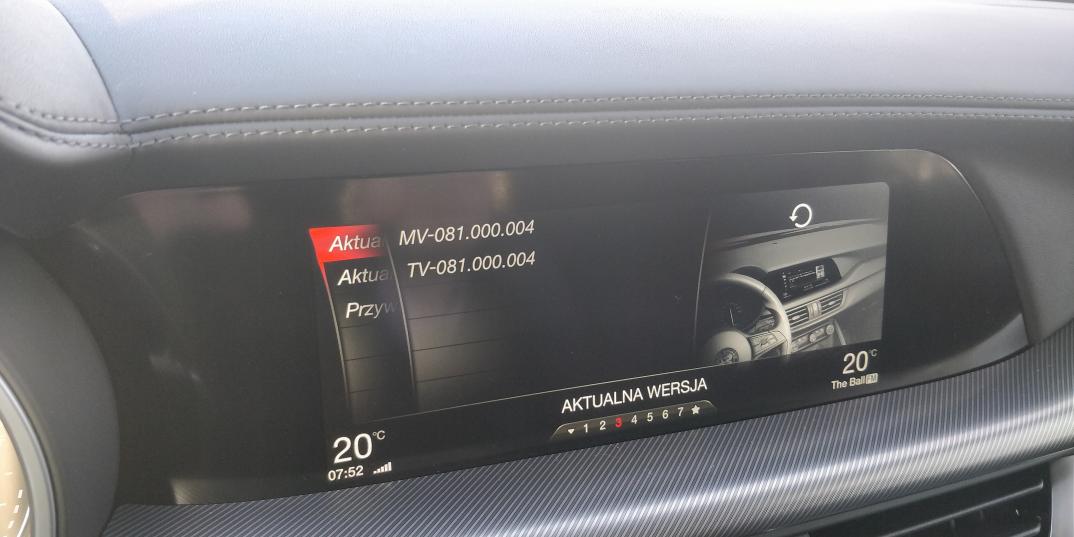 Aktua
MV-081.000.004
Aktua
TV-081.000.004
Przyw
AKTUALNA WERSJA
1 2 3 4 5 6 7
20°C
The Ball FM
20°C
07:52